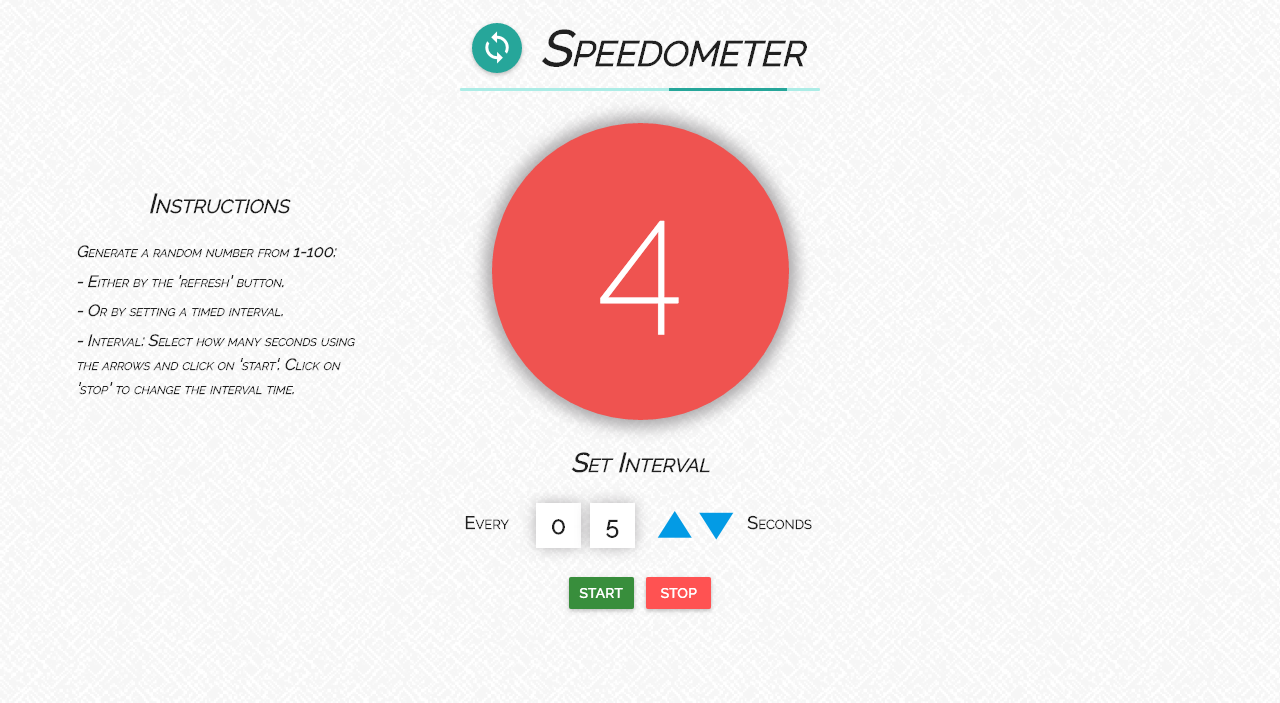 Speedometer
Instructions
Generate a random number from 1-100:
- Either by the 'refresh' button.
- Or by setting a timed interval.
- Interval: Select how many seconds using
the arrows and click on 'start'. Click on
'stop' to change the interval time.
4
Set Interval
Every 0 5 Seconds
START STOP